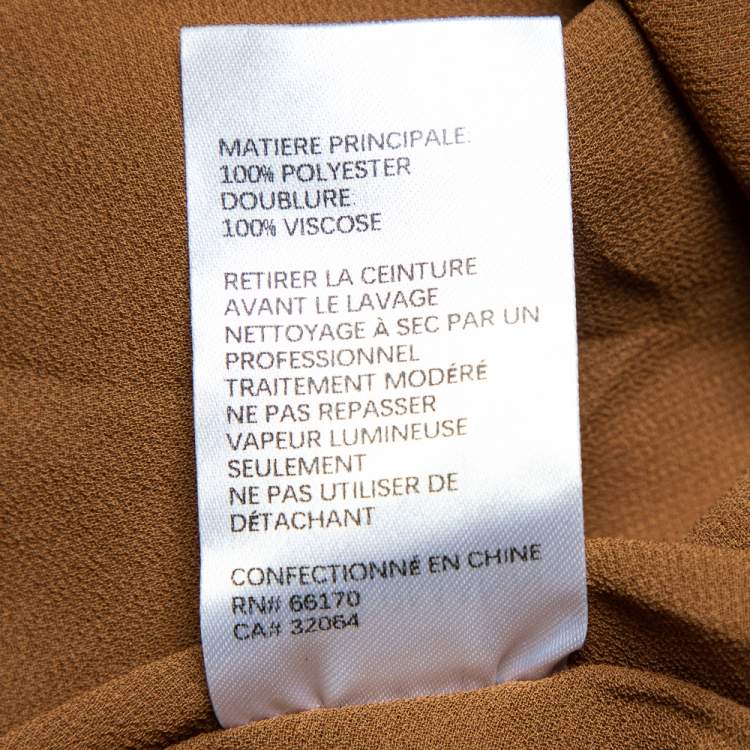 MATIERE PRINCIPALE:
100% POLYESTER
DOUBLURE:
100% VISCOSE
RETIRER LA CEINTURE
AVANT LE LAVAGE
NETTOYAGE À SEC PAR UN
PROFESSIONNEL
TRAITEMENT MODÉRÉ
NE PAS REPASSER
VAPEUR LUMINEUSE
SEULEMENT
NE PAS UTILISER DE
DÉTACHANT
CONFECTIONNÉ EN CHINE
RN# 66170
CA# 32064